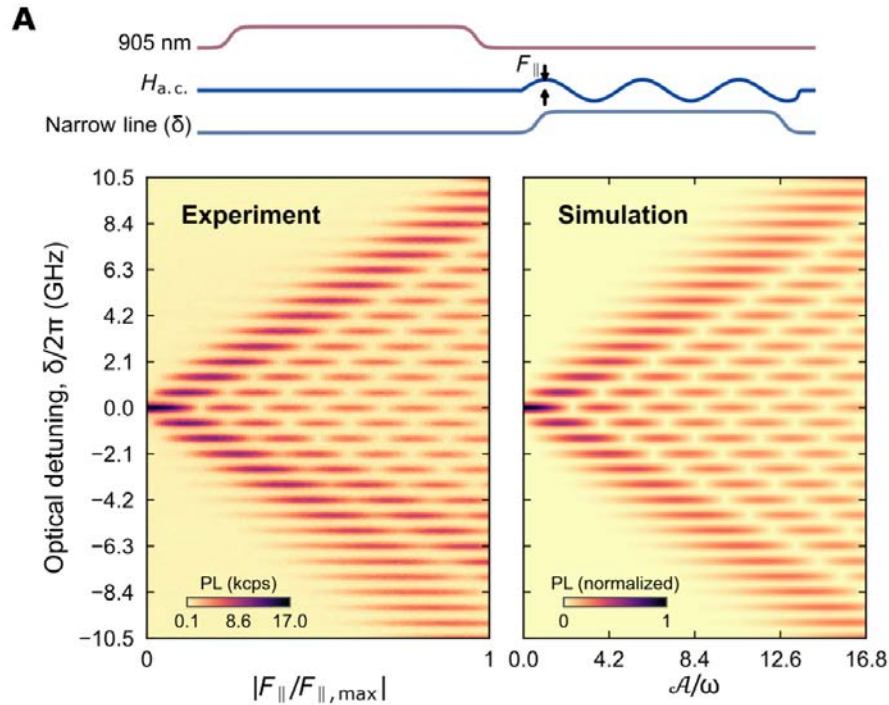 A
905 nm
F∥
H a.c.
Narrow line (δ)
Experiment
Simulation
Optical detuning, δ/2π (GHz)
10.5
8.4
6.3
4.2
2.1
0.0
−2.1
−4.2
−6.3
−8.4
−10.5
PL (kcps)
0.1 8.6 17.0
PL (normalized)
0 1
0 1
|F∥/F∥,max|
0.0 4.2 8.4 12.6 16.8
𝒜/ω